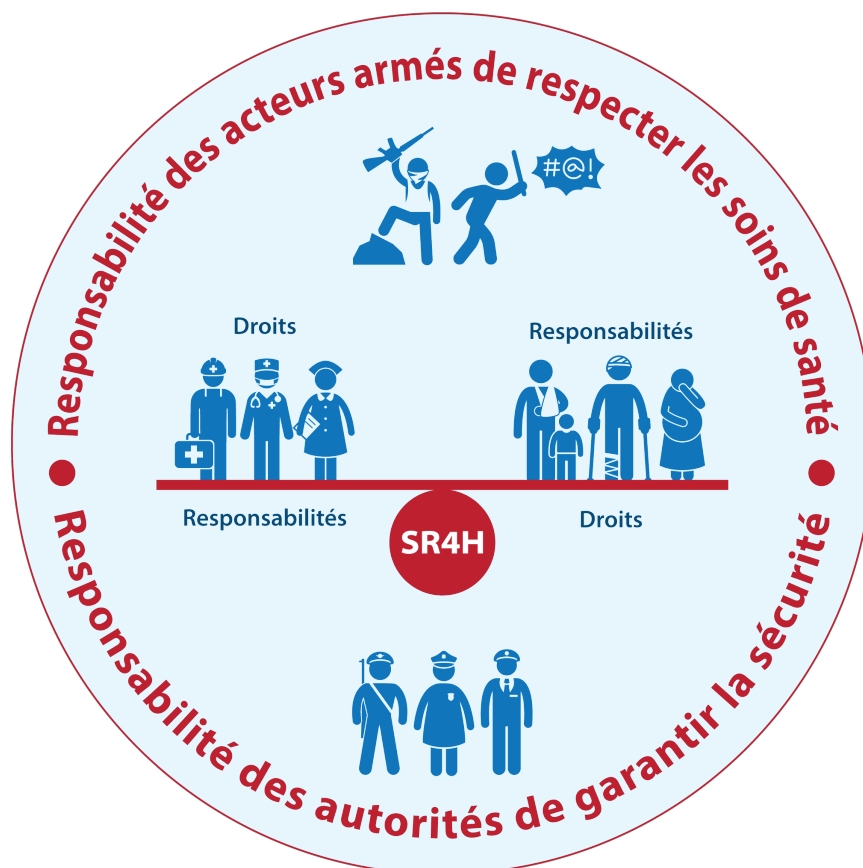 Responsabilité des acteurs armés de respecter les soins de santé
#@!
Droits
Responsabilités
Responsabilités
SR4H
Droits
Responsabilité des autorités de garantir la sécurité